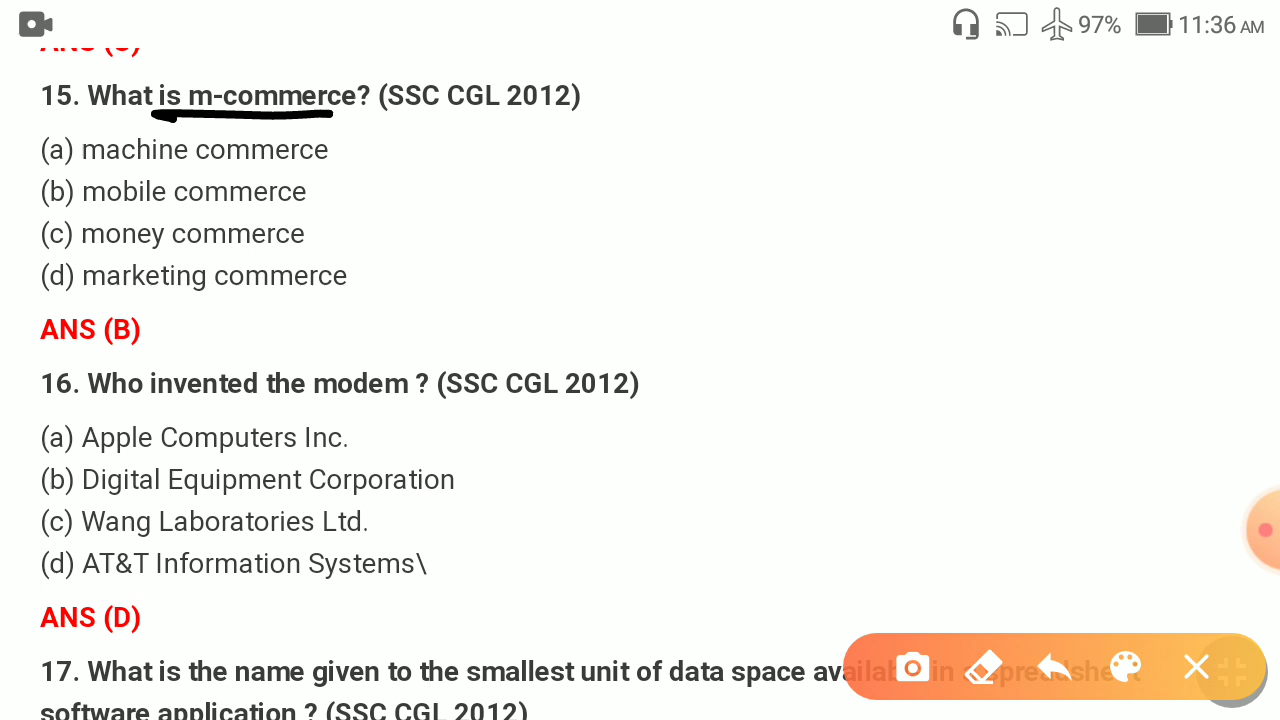 97% 11:36 AM
15. What is m-commerce? (SSC CGL 2012)
(a) machine commerce
(b) mobile commerce
(c) money commerce
(d) marketing commerce
ANS (B)
16. Who invented the modem ? (SSC CGL 2012)
(a) Apple Computers Inc.
(b) Digital Equipment Corporation
(c) Wang Laboratories Ltd.
(d) AT&T Information Systems\
ANS (D)
17. What is the name given to the smallest unit of data space available in a spreadsheet
software application ? (SSC CGL 2012)